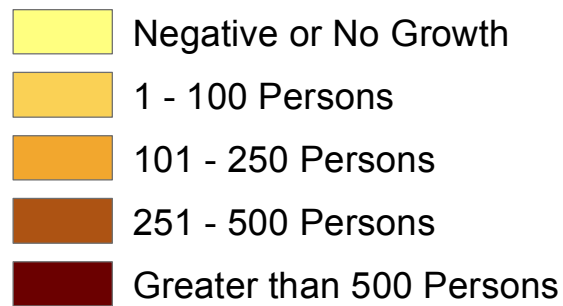 Negative or No Growth
1 - 100 Persons
101 - 250 Persons
251 - 500 Persons
Greater than 500 Persons